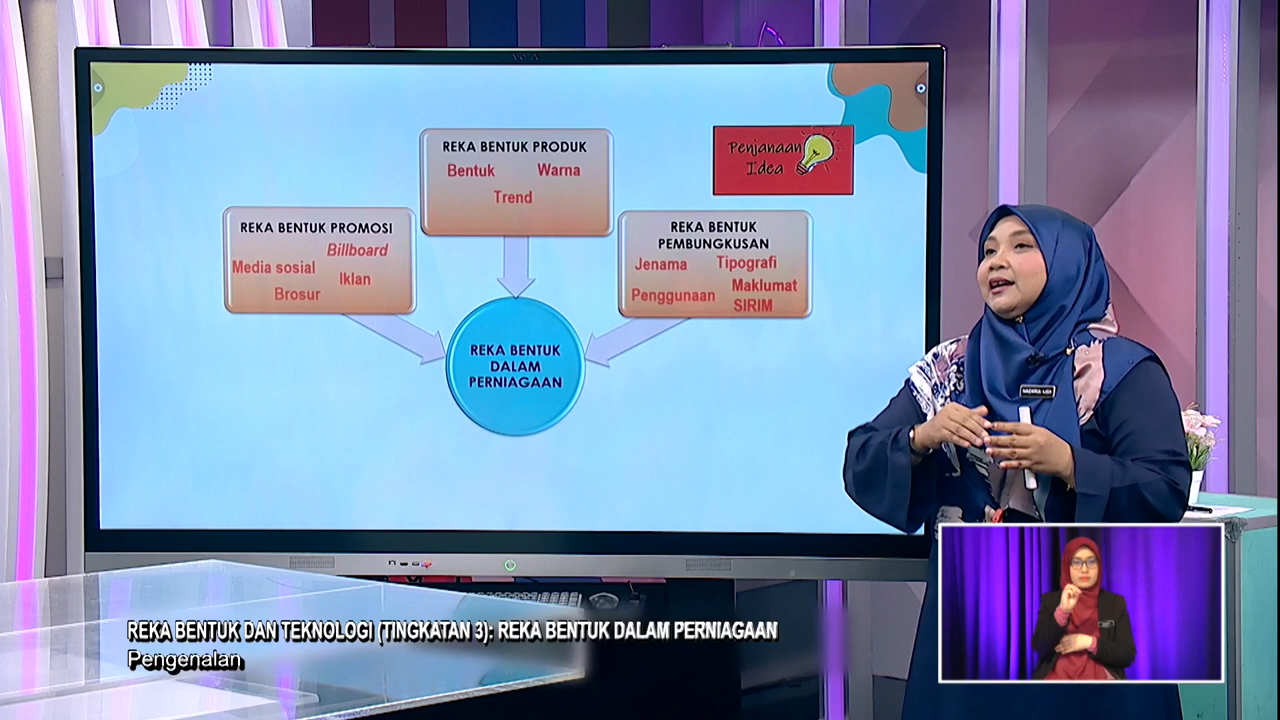 REKA BENTUK PRODUK
Bentuk Warna
Trend
Penjanaan
Idea
REKA BENTUK PROMOSI
Billboard
Media sosial
Iklan
Brosur
REKA BENTUK
PEMBUNGKUSAN
Jenama Tipografi
Maklumat
Penggunaan
SIRIM
REKA BENTUK
DALAM
PERNIAGAAN
REKA BENTUK DAN TEKNOLOGI (TINGKATAN 3): REKA BENTUK DALAM PERNIAGAAN
Pengenalan